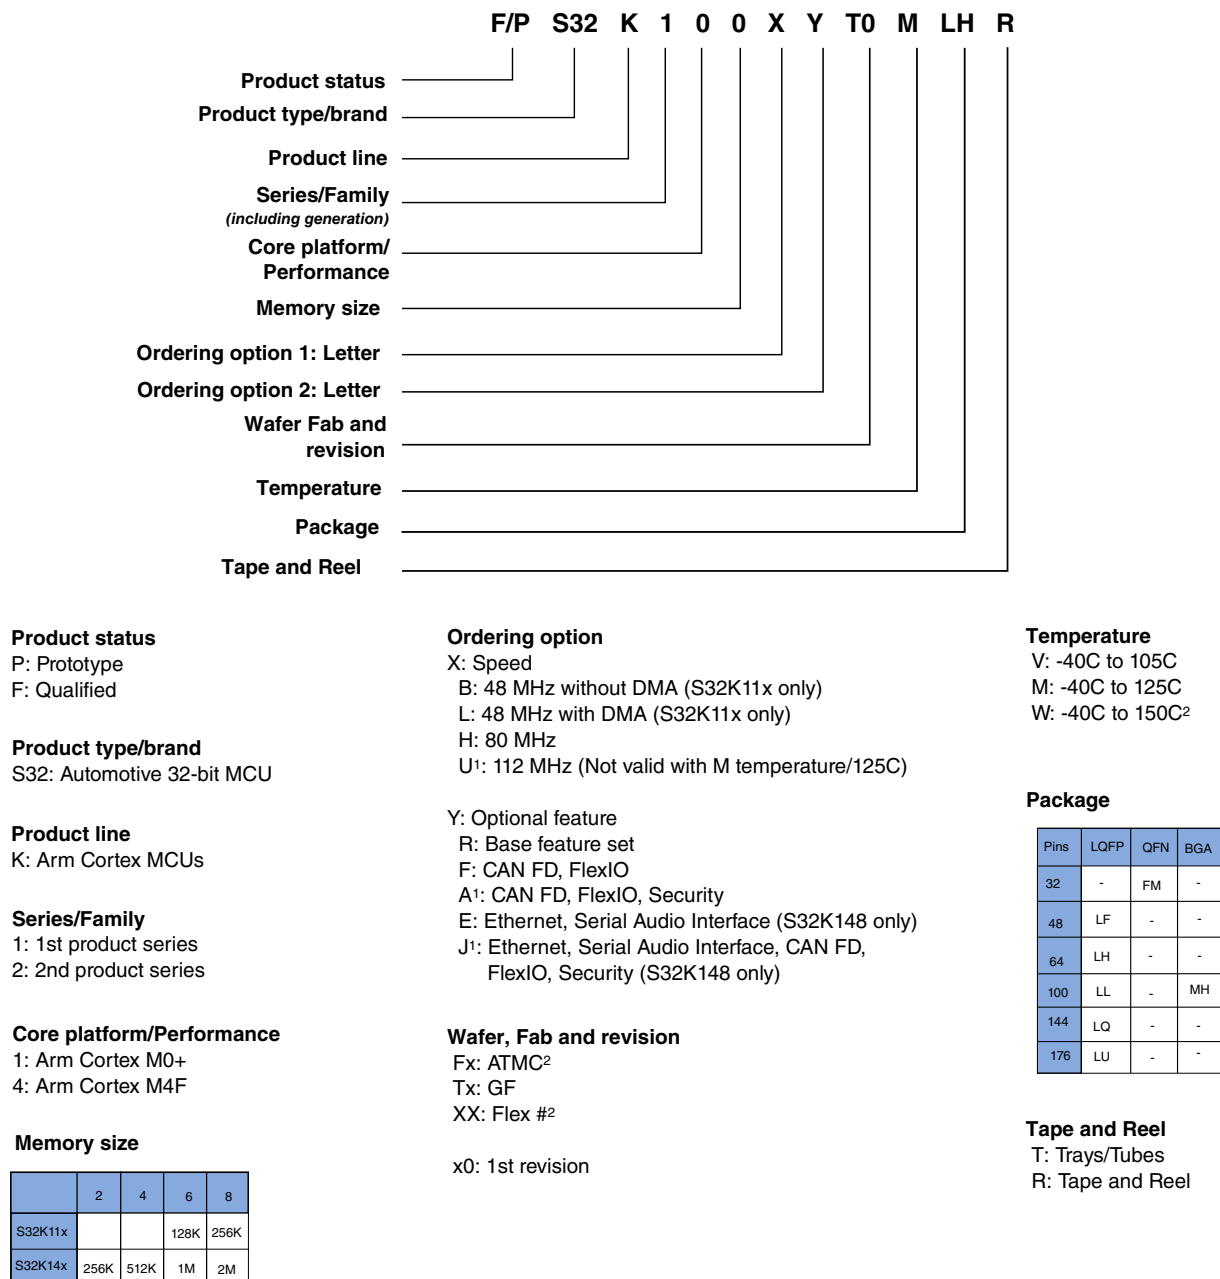 F/P S32 K 1 0 0 X Y T0 M LH R
Product status
Product type/brand
Product line
Series/Family
(including generation)
Core platform/
Performance
Memory size
Ordering option 1: Letter
Ordering option 2: Letter
Wafer Fab and
revision
Temperature
Package
Tape and Reel
Product status
P: Prototype
F: Qualified
Product type/brand
S32: Automotive 32-bit MCU
Product line
K: Arm Cortex MCUs
Series/Family
1: 1st product series
2: 2nd product series
Core platform/Performance
1: Arm Cortex M0+
4: Arm Cortex M4F
Memory size
2 4 6 8
S32K11x 128K 256K
S32K14x 256K 512K 1M 2M
Ordering option
X: Speed
B: 48 MHz without DMA (S32K11x only)
L: 48 MHz with DMA (S32K11x only)
H: 80 MHz
U1: 112 MHz (Not valid with M temperature/125C)
Y: Optional feature
R: Base feature set
F: CAN FD, FlexIO
A1: CAN FD, FlexIO, Security
E: Ethernet, Serial Audio Interface (S32K148 only)
J1: Ethernet, Serial Audio Interface, CAN FD,
FlexIO, Security (S32K148 only)
Wafer, Fab and revision
Fx: ATMC2
Tx: GF
XX: Flex #2
x0: 1st revision
Temperature
V: -40C to 105C
M: -40C to 125C
W: -40C to 150C2
Package
Pins LQFP QFN BGA
32 - FM -
48 LF - -
64 LH - -
100 LL - MH
144 LQ - -
176 LU - -
Tape and Reel
T: Trays/Tubes
R: Tape and Reel